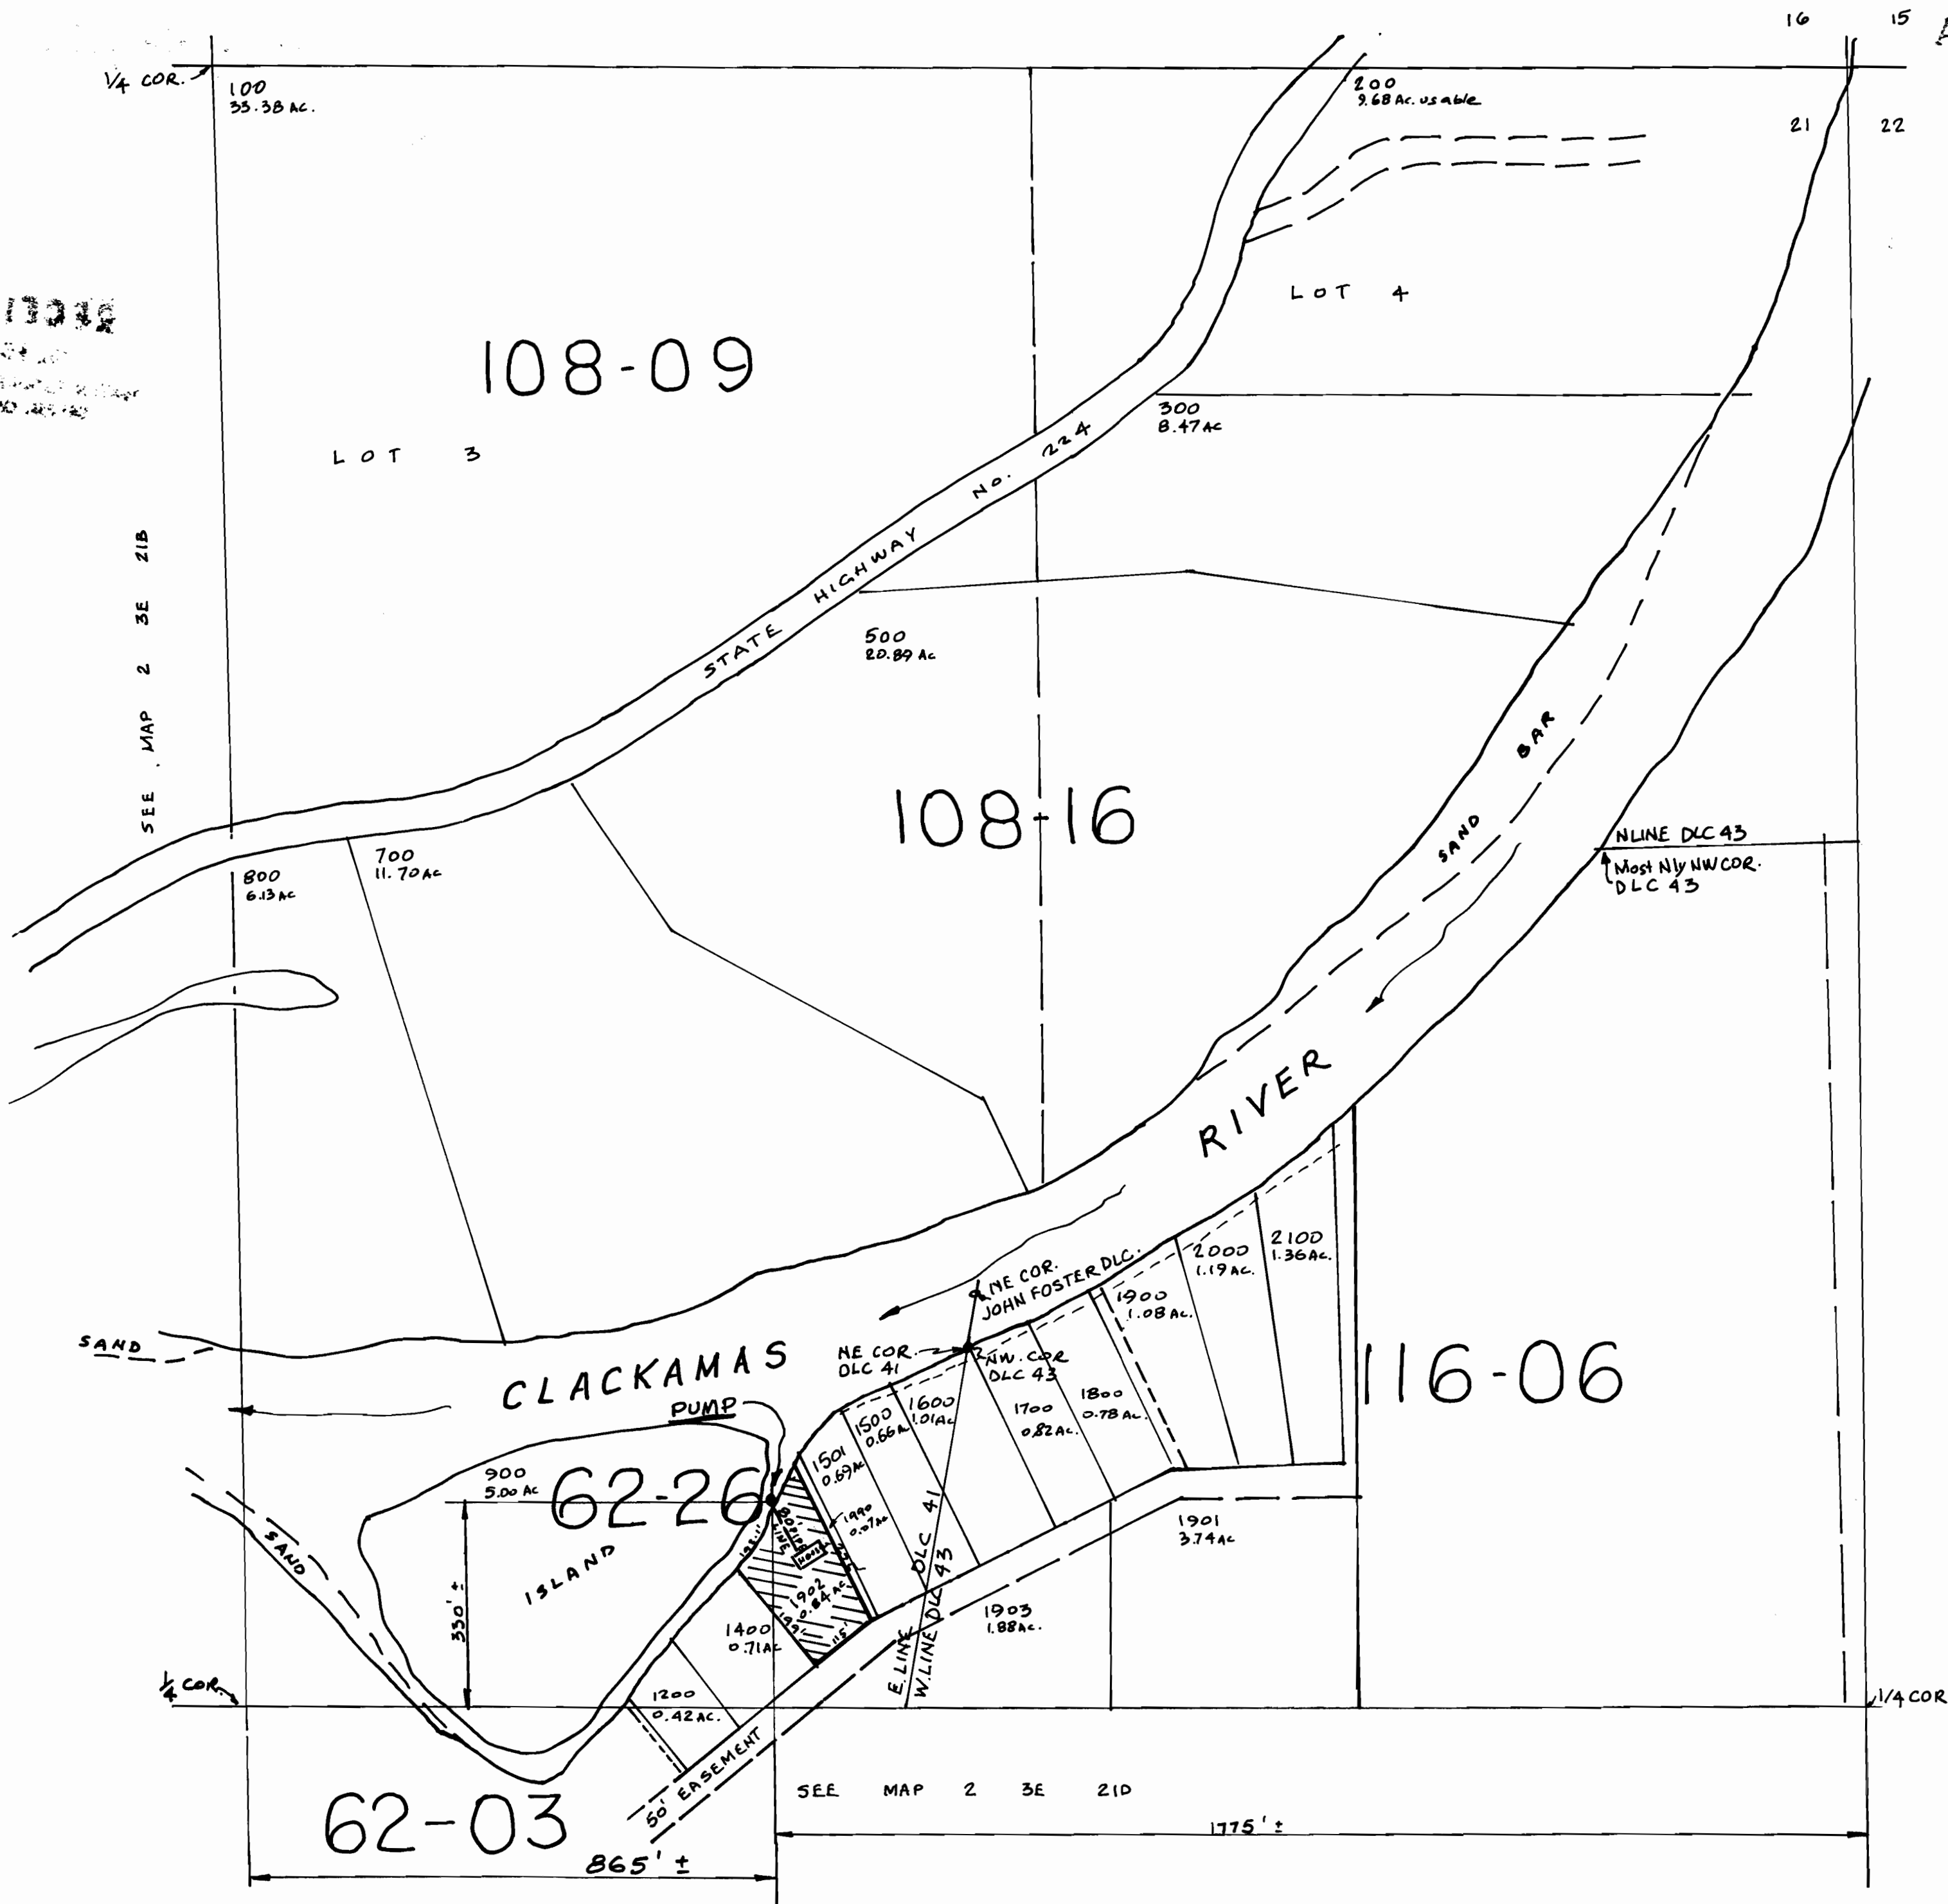 16 15
1/4 COR.
100
33.38 AC.
200
9.68 Ac. usable
21 22
LOT 4
108-09
LOT 3
300
8.47 AC
STATE HIGHWAY No. 224
SEE MAP 2 3E 21B
500
20.89 Ac
108-16
SAND BAR
N LINE DLC 43
Most Nly NW COR.
DLC 43
700
11.70 Ac
800
6.13 AC
RIVER
2100
1.36 AC.
2000
1.19 AC.
NE COR.
JOHN FOSTER DLC.
1900
1.08 AC.
SAND
CLACKAMAS
NE COR.
DLC 41
NW. COR
DLC 43
116-06
PUMP
1800
0.78 AC.
1700
0.82 AC.
1600
1.01 AC
1500
0.66 A
1501
0.69 AC
1990
0.07 AC
900
5.00 AC
62-26
ISLAND
SAND
330' ±
LINE
HOUSE
1902
0.84 AC
199'
115'
1400
0.71 AC
1901
3.74 AC
1903
1.88 AC.
E. LINE DLC 41
W. LINE DLC 43
1/4 COR.
1/4 COR
1200
0.42 AC.
50' EASEMENT
SEE MAP 2 3E 21D
62-03
1775' ±
865' ±